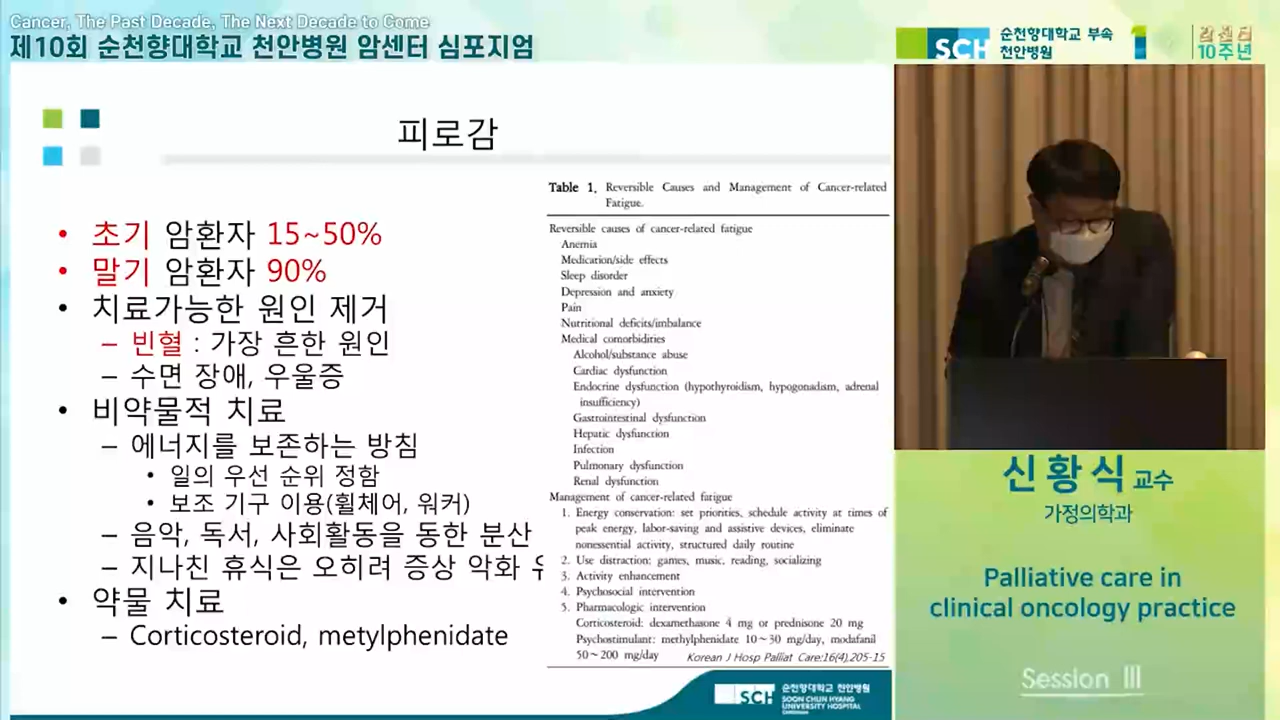 Cancer, The Past Decade, The Next Decade to Come
제10회 순천향대학교 천안병원 암센터 심포지엄
SCH 순천향대학교 부속
천안병원
암센터
10주년
피로감
• 초기 암환자 15~50%
• 말기 암환자 90%
• 치료가능한 원인 제거
– 빈혈 : 가장 흔한 원인
– 수면 장애, 우울증
• 비약물적 치료
– 에너지를 보존하는 방침
• 일의 우선 순위 정함
• 보조 기구 이용(휠체어, 워커)
– 음악, 독서, 사회활동을 동한 분산
– 지나친 휴식은 오히려 증상 악화
• 약물 치료
– Corticosteroid, metylphenidate
Table 1. Reversible Causes and Management of Cancer-related
Fatigue.
Reversible causes of cancer-related fatigue
Anemia
Medication/side effects
Sleep disorder
Depression and anxiety
Pain
Nutritional deficits/imbalance
Medical comorbidities
Alcohol/substance abuse
Cardiac dysfunction
Endocrine dysfunction (hypothyroidism, hypogonadism, adrenal
insufficiency)
Gastrointestinal dysfunction
Hepatic dysfunction
Infection
Pulmonary dysfunction
Renal dysfunction
Management of cancer-related fatigue
1. Energy conservation: set priorities, schedule activity at times of
peak energy, labor-saving and assistive devices, eliminate
nonessential activity, structured daily routine
2. Use distraction: games, music, reading, socializing
3. Activity enhancement
4. Psychosocial intervention
5. Pharmacologic intervention
Corticosteroid: dexamethasone 4 mg or prednisone 20 mg
Psychostimulant: methylphenidate 10~30 mg/day, modafanil
50~200 mg/day
Korean J Hosp Palliat Care:16(4),205-15
SCH 순천향대학교 천안병원
SOON CHUN HYANG
UNIVERSITY HOSPITAL
신황식 교수
가정의학과
Palliative care in
clinical oncology practice
Session Ⅲ